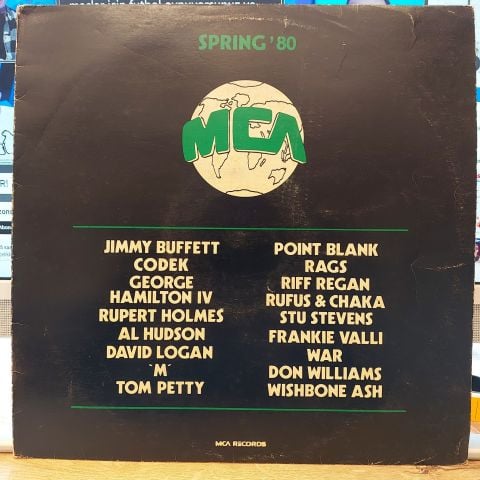 SPRING '80
MCA
JIMMY BUFFETT
CODEK
GEORGE
HAMILTON IV
RUPERT HOLMES
AL HUDSON
DAVID LOGAN
'M'
TOM PETTY
POINT BLANK
RAGS
RIFF REGAN
RUFUS & CHAKA
STU STEVENS
FRANKIE VALLI
WAR
DON WILLIAMS
WISHBONE ASH
MCA RECORDS